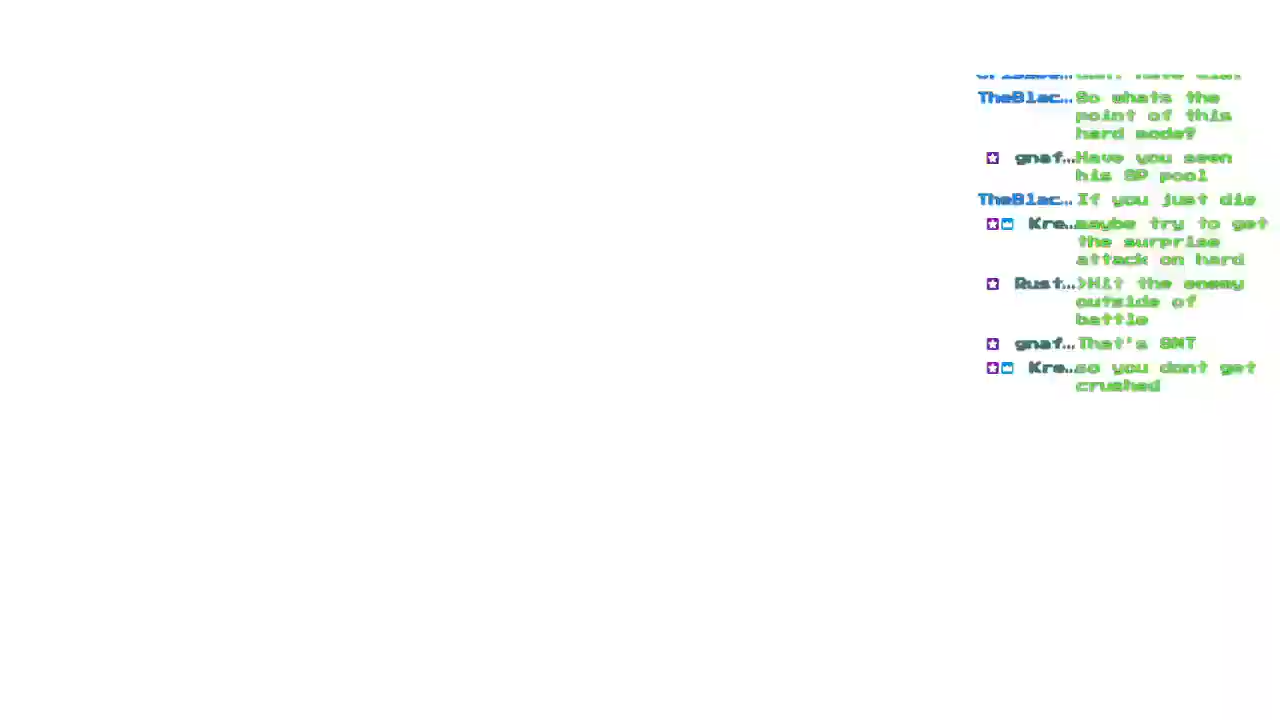 TheBlac… So whats the
point of this
hard mode?
gnaf… Have you seen
his SP pool
TheBlac… If you just die
Kre… maybe try to get
the surprise
attack on hard
Rust… >Hit the enemy
outside of
battle
gnaf… That's SMT
Kre… so you dont get
crushed